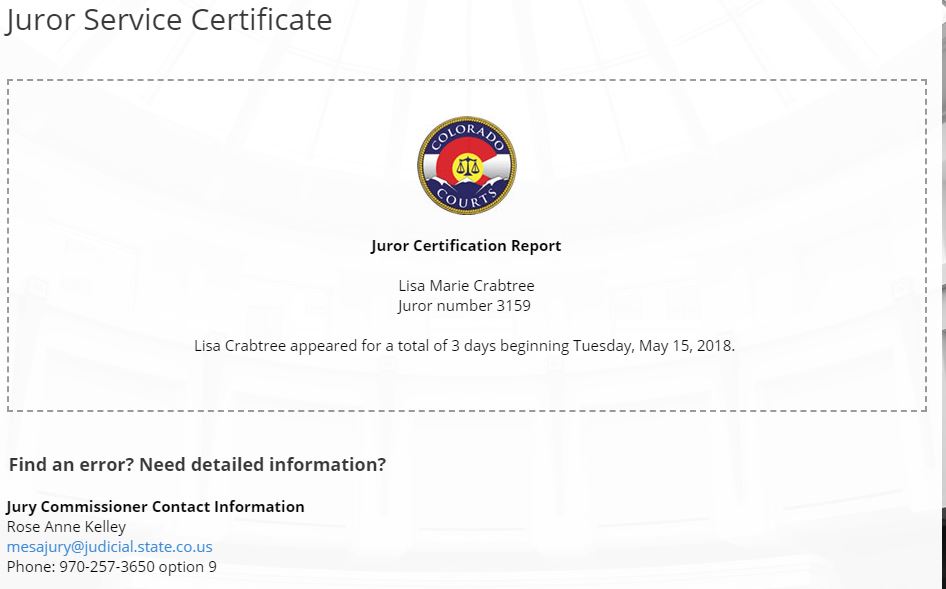 Juror Service Certificate
COLORADO
COURTS
Juror Certification Report
Lisa Marie Crabtree
Juror number 3159
Lisa Crabtree appeared for a total of 3 days beginning Tuesday, May 15, 2018.
Find an error? Need detailed information?
Jury Commissioner Contact Information
Rose Anne Kelley
mesajury@judicial.state.co.us
Phone: 970-257-3650 option 9